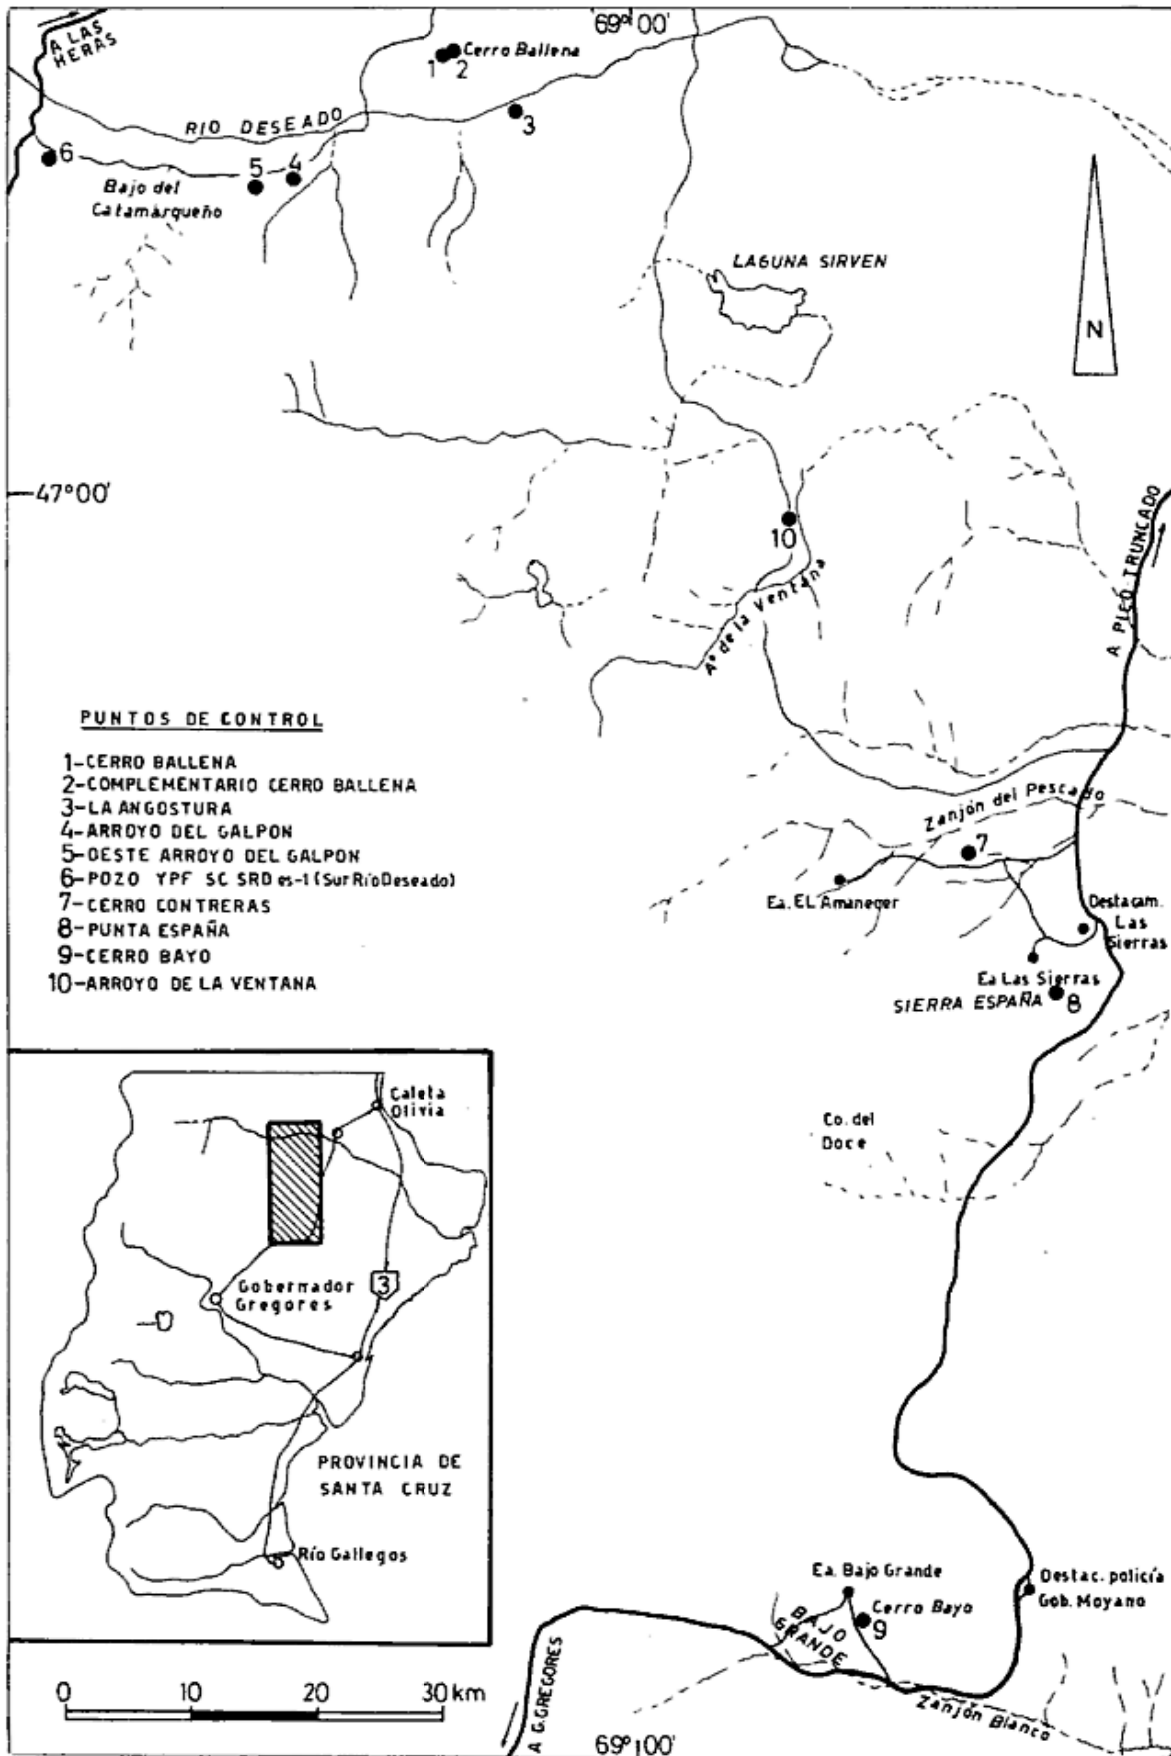 A LAS
HERAS
69°00'
Cerro Ballena
1 2
3
RIO DESEADO
6
5 4
Bajo del
Catamarqueño
LAGUNA SIRVEN
N
47°00'
10
A° de la Ventana
A PICO TRUNCADO
PUNTOS DE CONTROL
1-CERRO BALLENA
2-COMPLEMENTARIO CERRO BALLENA
3-LA ANGOSTURA
4-ARROYO DEL GALPON
5-OESTE ARROYO DEL GALPON
6-POZO YPF SC SRD es-1 (Sur Río Deseado)
7-CERRO CONTRERAS
8-PUNTA ESPAÑA
9-CERRO BAYO
10-ARROYO DE LA VENTANA
Zanjón del Pescado
7
Ea. EL Amanecer
Destacam.
Las
Sierras
Ea Las Sierras
SIERRA ESPAÑA
8
Co. del
Doce
Caleta
Olivia
Gobernador
Gregores
3
PROVINCIA DE
SANTA CRUZ
Río Gallegos
Ea. Bajo Grande
Destac. policía
Gob. Moyano
Cerro Bayo
9
BAJO
GRANDE
Zanjón Blanco
A G. GREGORES
0 10 20 30 km
69°00'